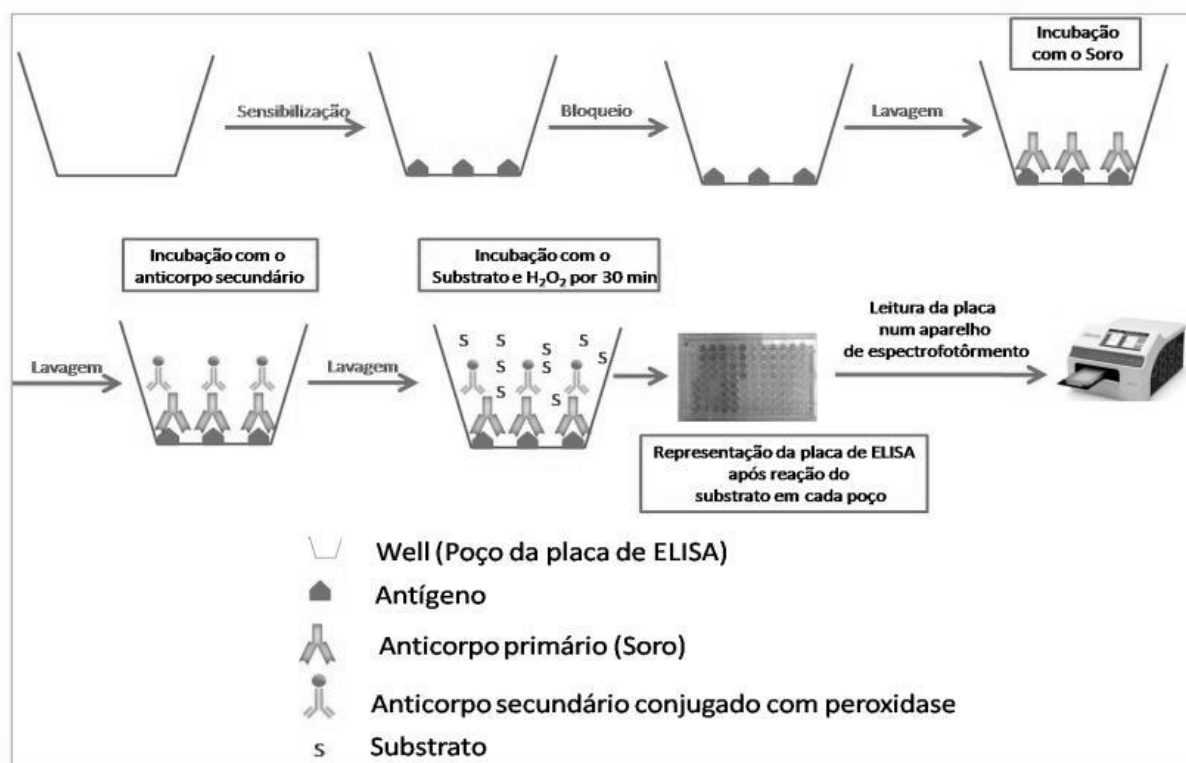 Incubação
com o Soro
Sensibilização
Bloqueio
Lavagem
Incubação com o
anticorpo secundário
Incubação com o
Substrato e H₂O₂ por 30 min
Leitura da placa
num aparelho
de espectrofotôrmento
Lavagem
Lavagem
S S S S S S S S S
Representação da placa de ELISA
após reação do
substrato em cada poço
Well (Poço da placa de ELISA)
Antígeno
Anticorpo primário (Soro)
Anticorpo secundário conjugado com peroxidase
S Substrato